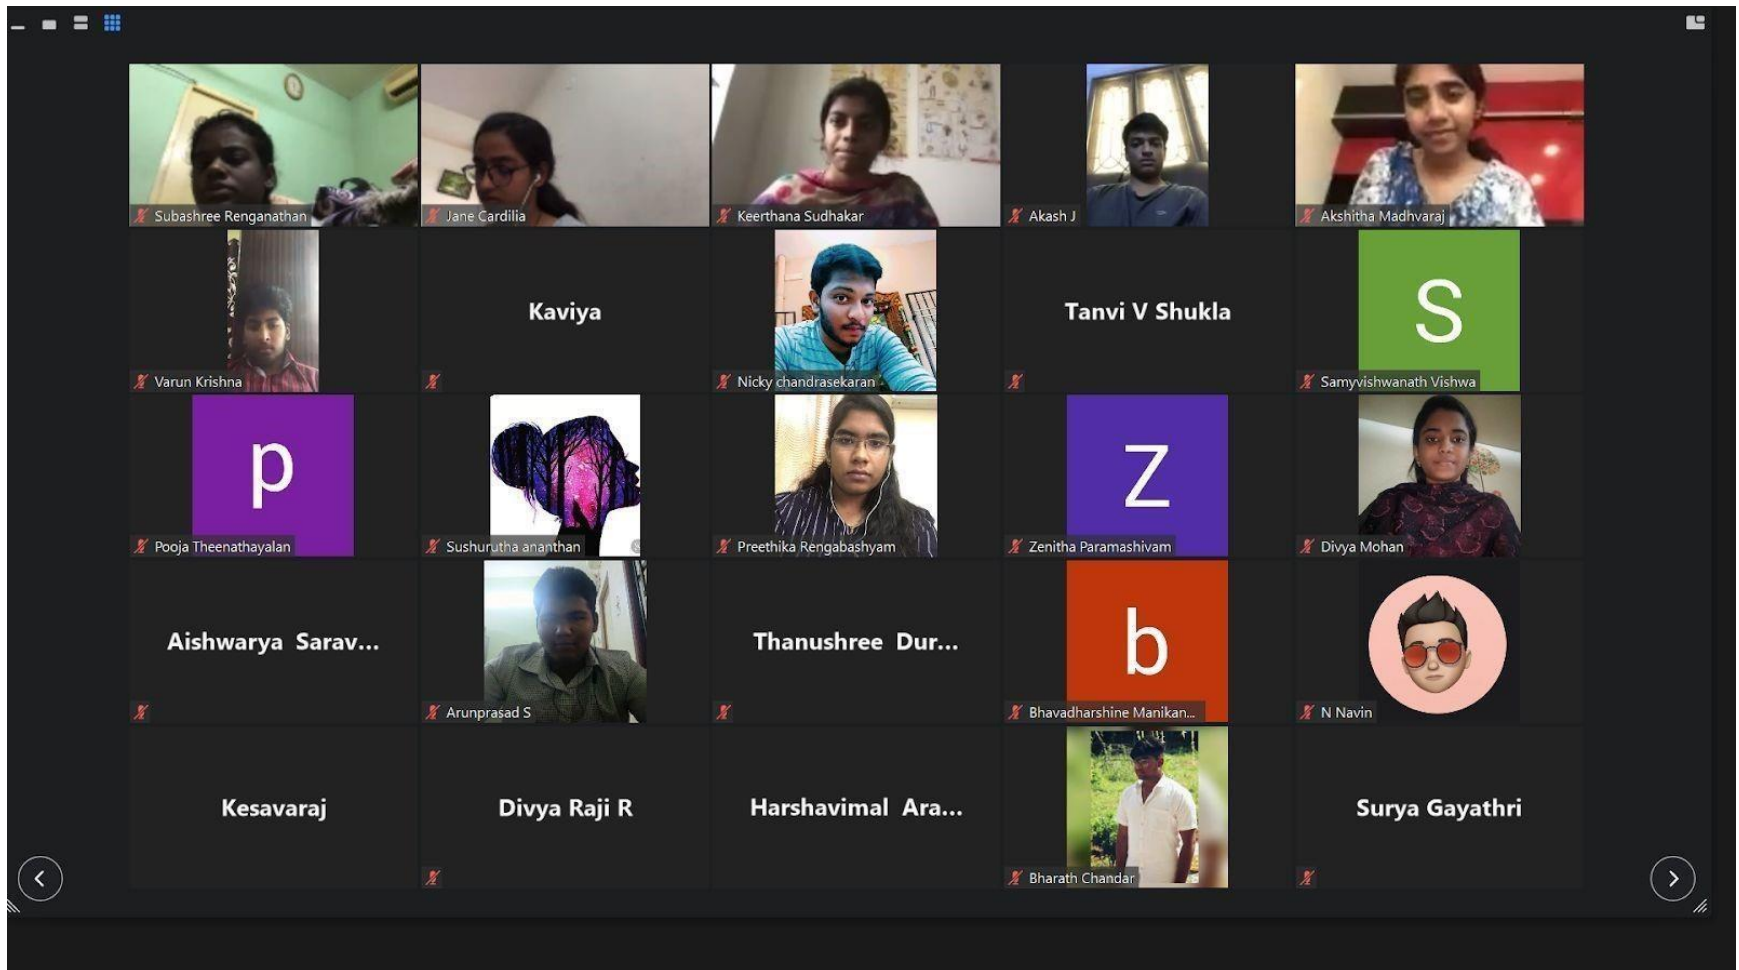 Subashree Renganathan
Jane Cardilia
Keerthana Sudhakar
Akash J
Akshitha Madhvaraj
Varun Krishna
Kaviya
Nicky chandrasekaran
Tanvi V Shukla
S
Samyvishwanath Vishwa
p
Pooja Theenathayalan
Sushurutha ananthan
Preethika Rengabashyam
Z
Zenitha Paramashivam
Divya Mohan
Aishwarya Sarav...
Arunprasad S
Thanushree Dur...
b
Bhavadharshine Manikan...
N Navin
Kesavaraj
Divya Raji R
Harshavimal Ara...
Bharath Chandar
Surya Gayathri